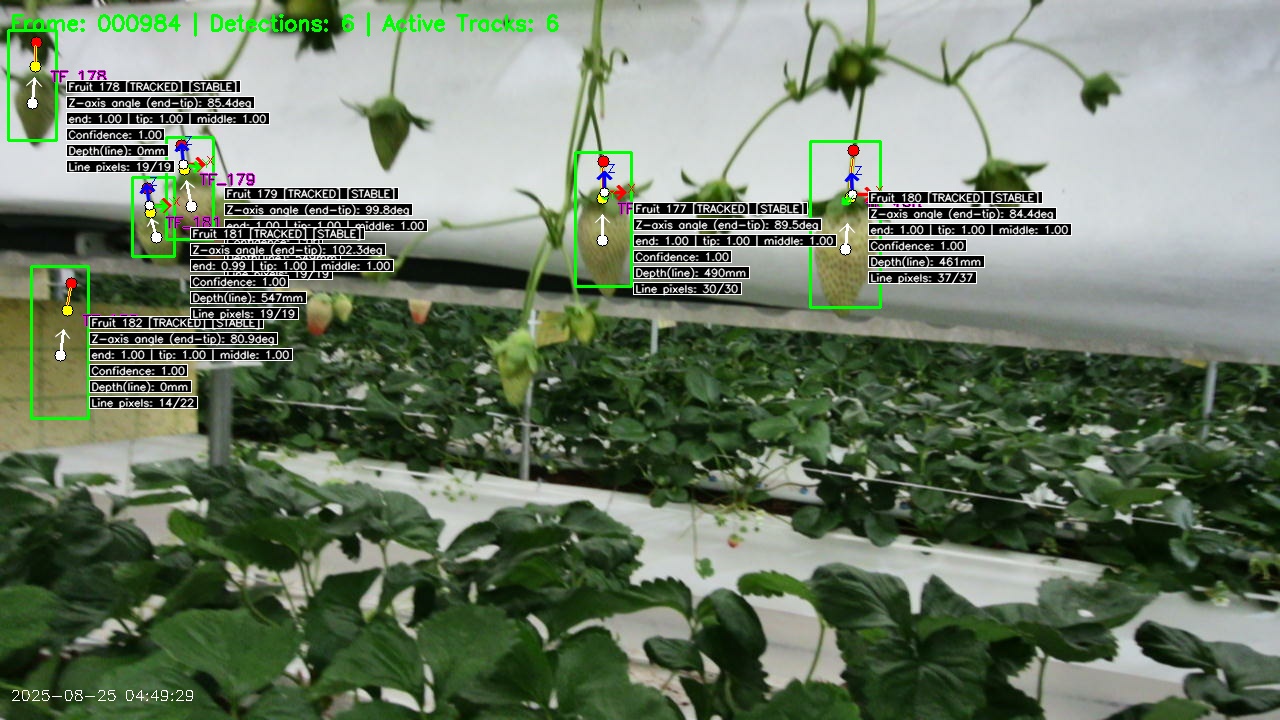 Frame: 000984 | Detections: 6 | Active Tracks: 6
TF_178
Fruit 178 [TRACKED] [STABLE]
Z-axis angle (end-tip): 85.4deg
end: 1.00 | tip: 1.00 | middle: 1.00
Confidence: 1.00
Depth(line): 0mm
Line pixels: 19/19
Z
X
TF_179
Fruit 179 [TRACKED] [STABLE]
Z-axis angle (end-tip): 99.8deg
end: 1.00 | tip: 1.00 | middle: 1.00
Z
TF_181
Fruit 181 [TRACKED] [STABLE]
Z-axis angle (end-tip): 102.3deg
end: 0.99 | tip: 1.00 | middle: 1.00
Confidence: 1.00
Depth(line): 547mm
Line pixels: 19/19
Z
X
Fruit 177 [TRACKED] [STABLE]
Z-axis angle (end-tip): 89.5deg
end: 1.00 | tip: 1.00 | middle: 1.00
Confidence: 1.00
Depth(line): 490mm
Line pixels: 30/30
Z
Fruit 180 [TRACKED] [STABLE]
Z-axis angle (end-tip): 84.4deg
end: 1.00 | tip: 1.00 | middle: 1.00
Confidence: 1.00
Depth(line): 461mm
Line pixels: 37/37
Fruit 182 [TRACKED] [STABLE]
Z-axis angle (end-tip): 80.9deg
end: 1.00 | tip: 1.00 | middle: 1.00
Confidence: 1.00
Depth(line): 0mm
Line pixels: 14/22
2025-08-25 04:49:29